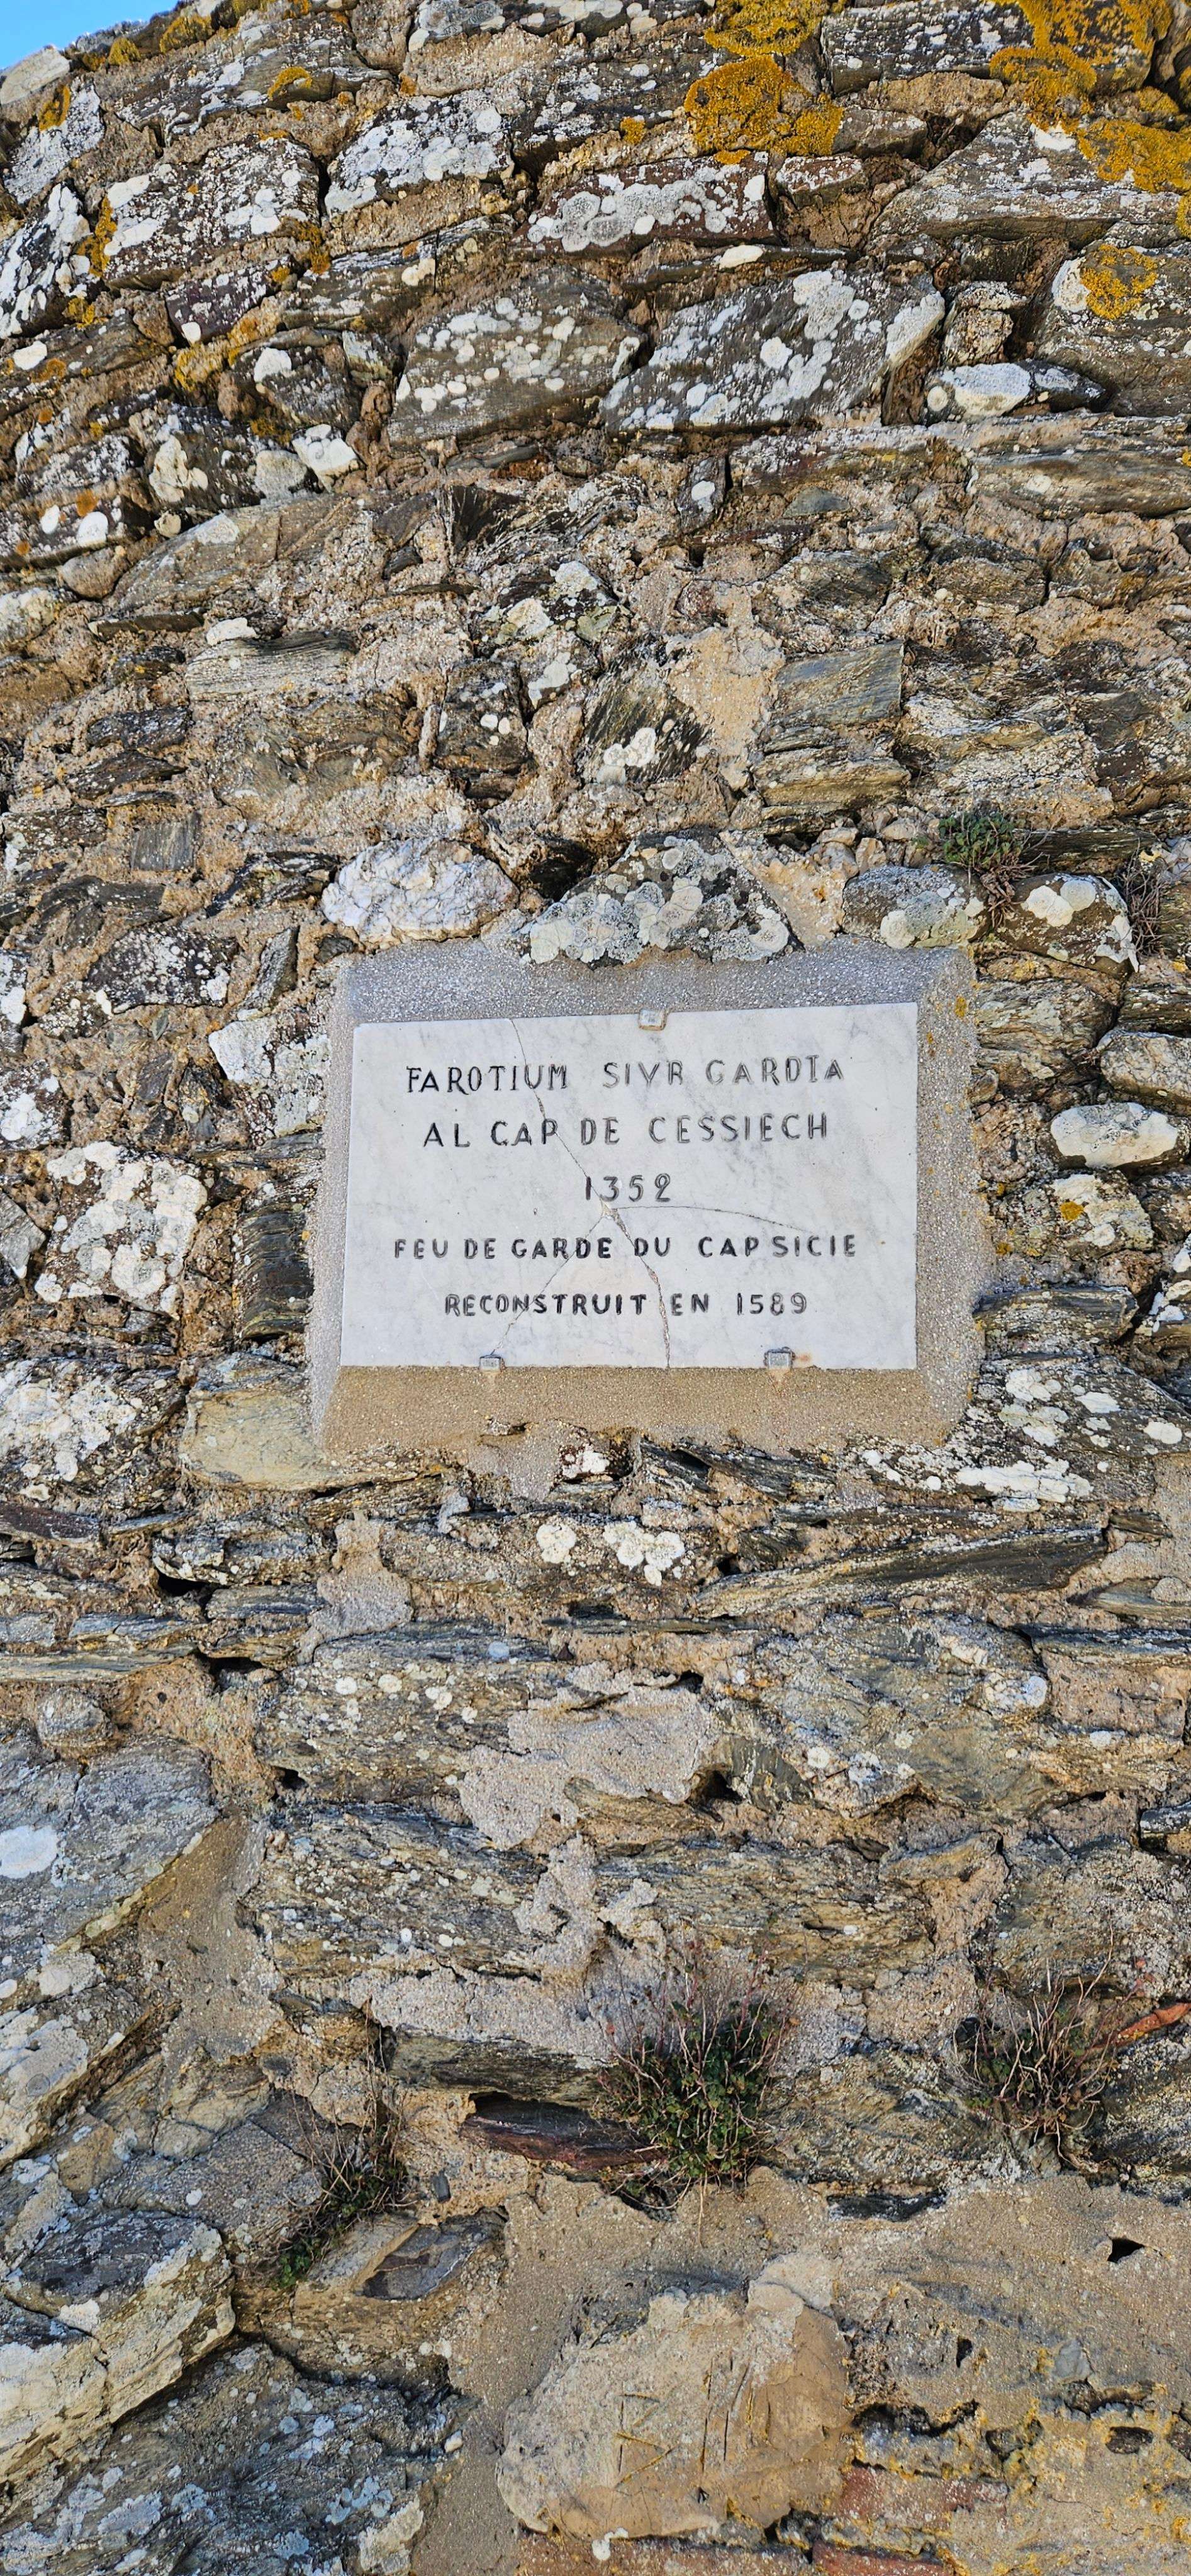 FAROTIUM SIVR GARDIA
AL CAP DE CESSIECH
1352
FEU DE GARDE DU CAP SICIE
RECONSTRUIT EN 1589